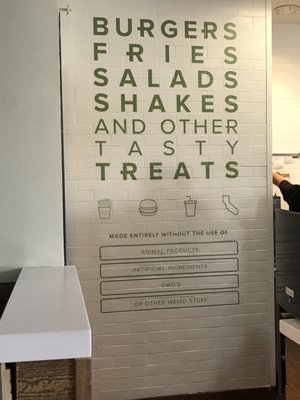 BURGERS
FRIES
SALADS
SHAKES
AND OTHER
TASTY
TREATS
MADE ENTIRELY WITHOUT THE USE OF
ANIMAL PRODUCTS
ARTIFICIAL INGREDIENTS
GMO'S
OR OTHER WEIRD STUFF